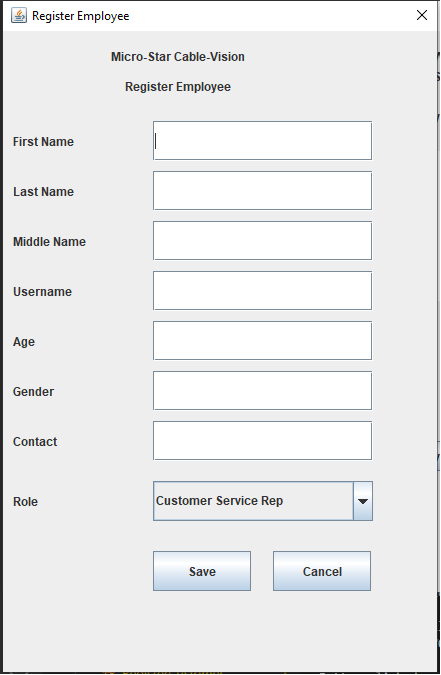 Register Employee
Micro-Star Cable-Vision
Register Employee
First Name
Last Name
Middle Name
Username
Age
Gender
Contact
Role Customer Service Rep
Save Cancel